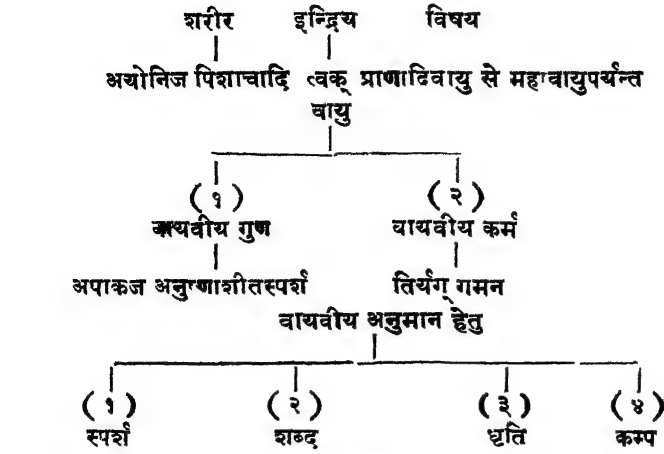 शरीर इन्द्रिय विषय
अयोनिज पिशाचादि त्वक् प्राणादिवायु से महावायुपर्यन्त
वायु
(१) (२)
वायवीय गुण वायवीय कर्म
अपाकज अनुष्णाशीतस्पर्श तिर्यग् गमन
वायवीय अनुमान हेतु
(१) (२) (३) (४)
स्पर्श शब्द धृति कम्प